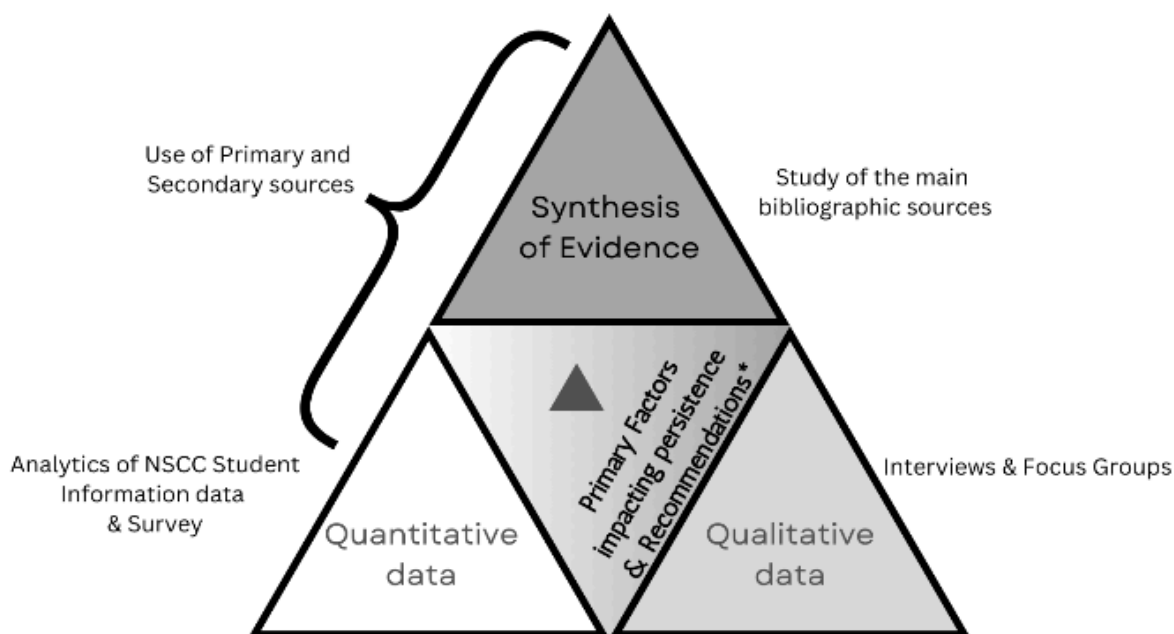 Use of Primary and
Secondary sources
Synthesis
of Evidence
Study of the main
bibliographic sources
Primary Factors
impacting persistence
& Recommendations*
Analytics of NSCC Student
Information data
& Survey
Quantitative
data
Qualitative
data
Interviews & Focus Groups